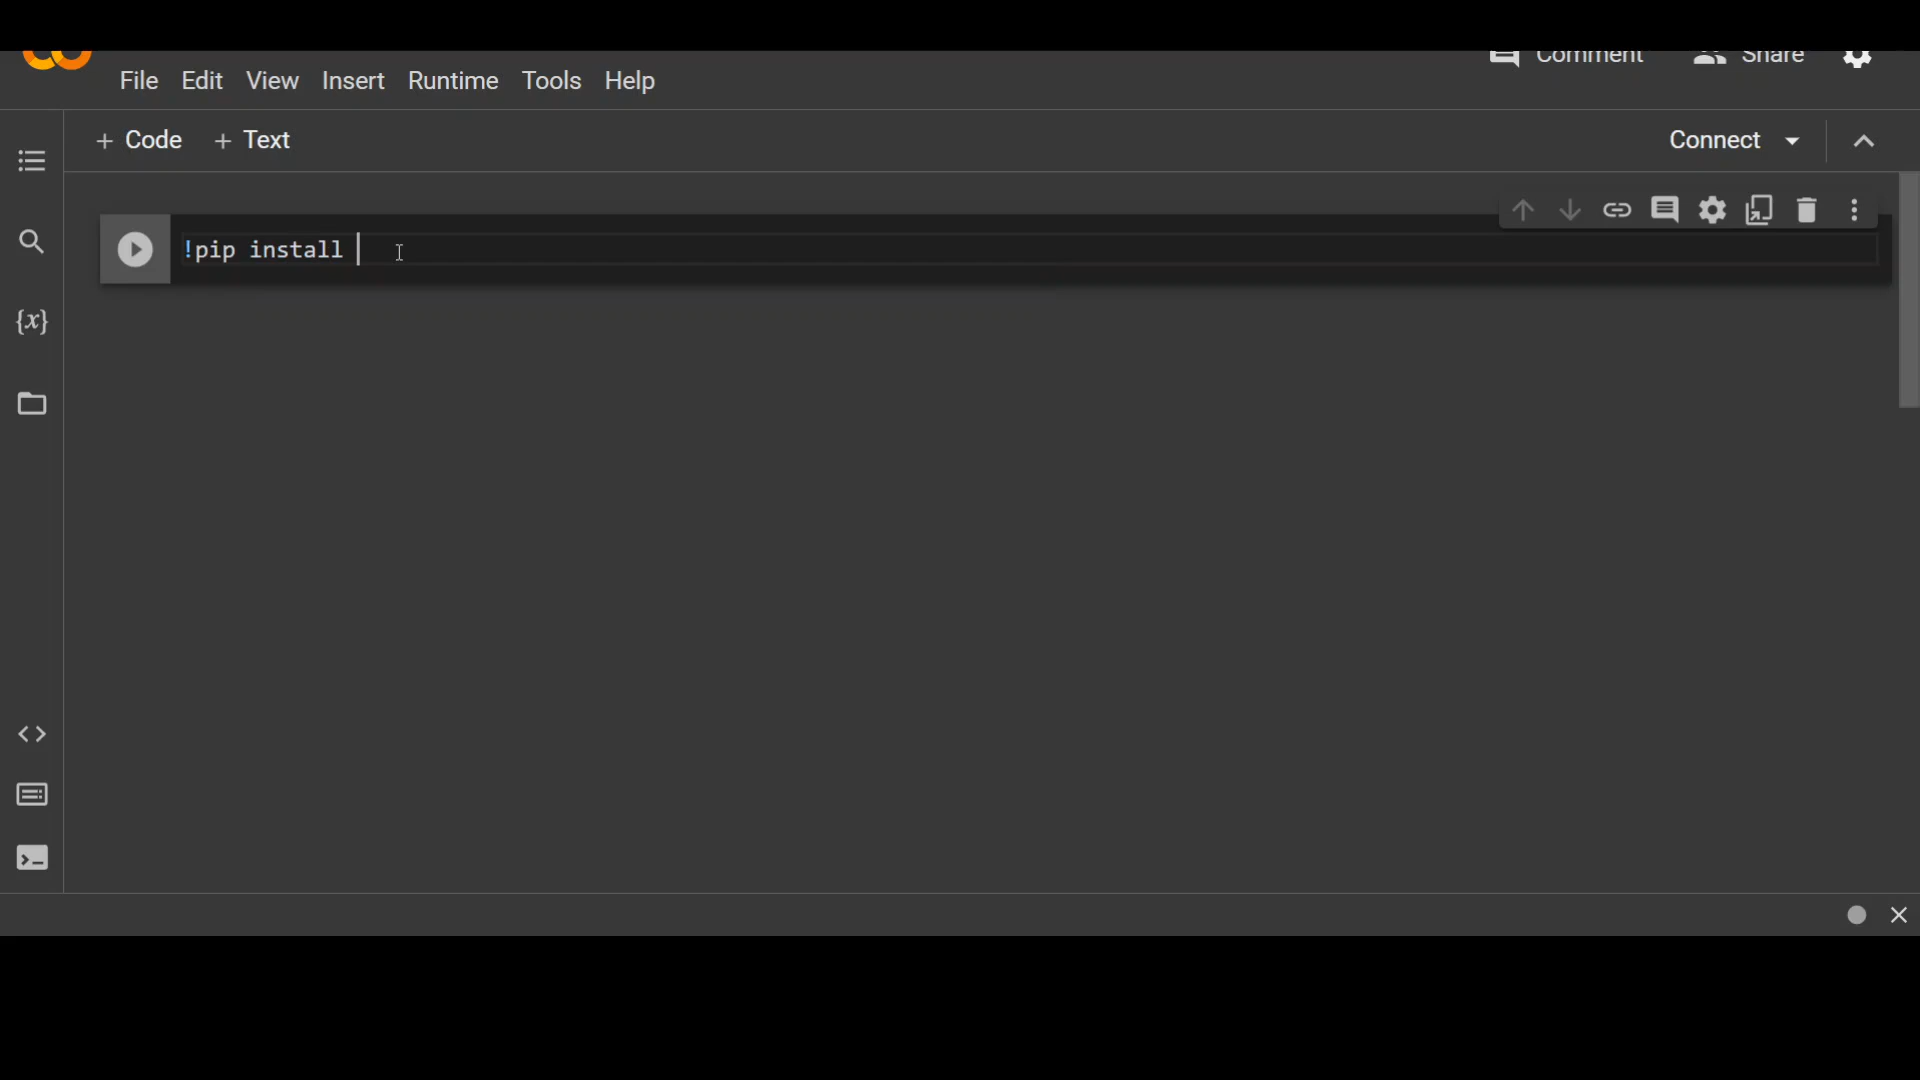 Comment Share
File Edit View Insert Runtime Tools Help
+ Code + Text Connect
!pip install
{x}